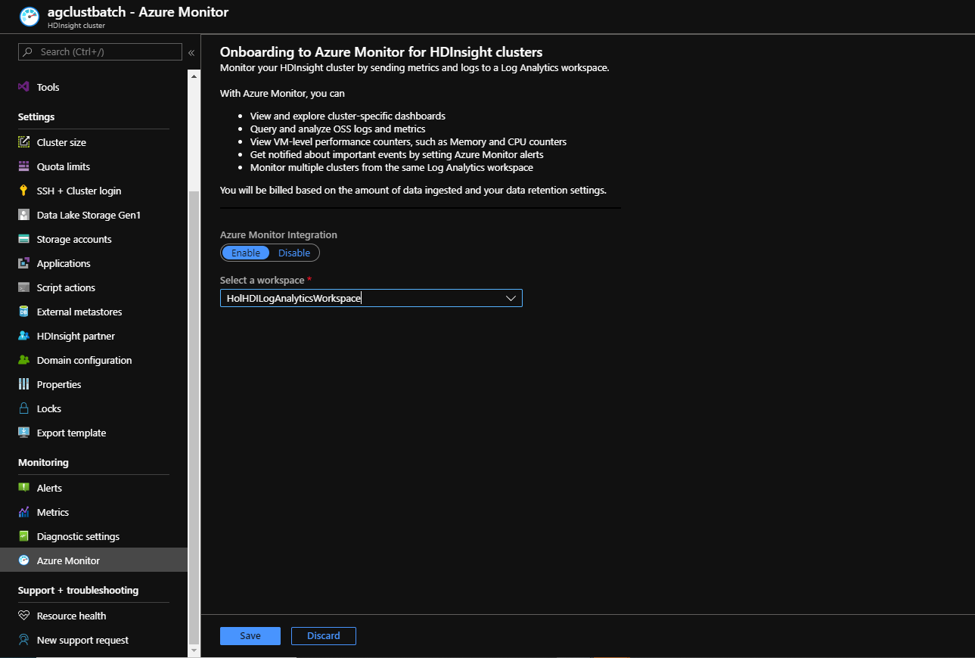 agclustbatch - Azure Monitor
HDInsight cluster
Search (Ctrl+/)
«
Tools
Settings
Cluster size
Quota limits
SSH + Cluster login
Data Lake Storage Gen1
Storage accounts
Applications
Script actions
External metastores
HDInsight partner
Domain configuration
Properties
Locks
Export template
Monitoring
Alerts
Metrics
Diagnostic settings
Azure Monitor
Support + troubleshooting
Resource health
New support request
Onboarding to Azure Monitor for HDInsight clusters
Monitor your HDInsight cluster by sending metrics and logs to a Log Analytics workspace.
With Azure Monitor, you can
• View and explore cluster-specific dashboards
• Query and analyze OSS logs and metrics
• View VM-level performance counters, such as Memory and CPU counters
• Get notified about important events by setting Azure Monitor alerts
• Monitor multiple clusters from the same Log Analytics workspace
You will be billed based on the amount of data ingested and your data retention settings.
Azure Monitor Integration
Enable Disable
Select a workspace *
HolHDILogAnalyticsWorkspace
Save Discard